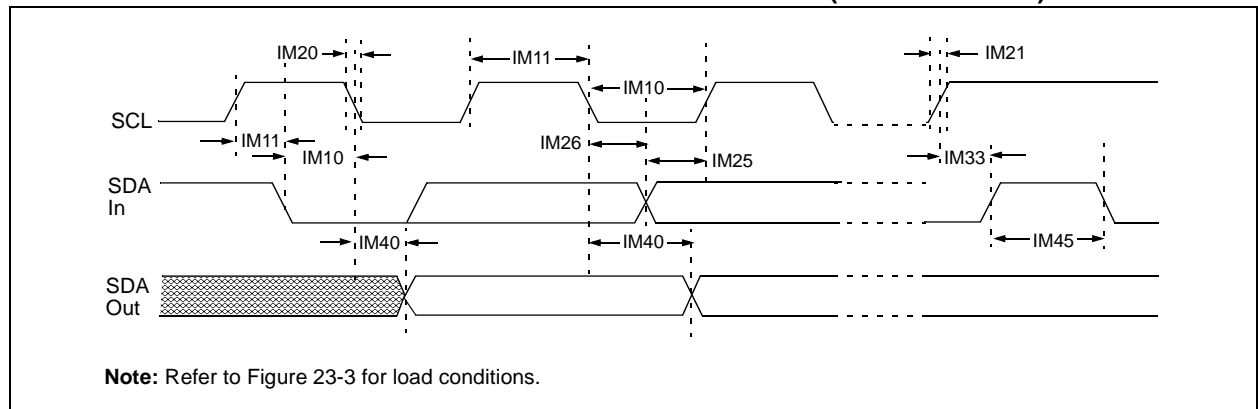 IM20
IM11
IM21
IM10
SCL
IM11
IM26
IM10
IM25
IM33
SDA
In
IM40
IM40
IM45
SDA
Out
Note: Refer to Figure 23-3 for load conditions.